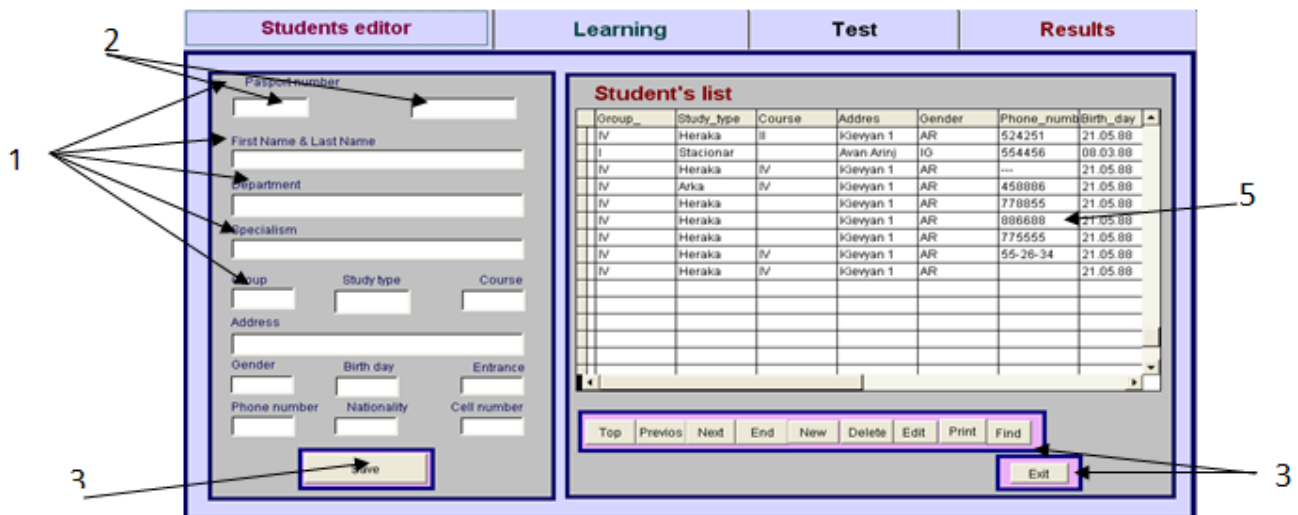 Students editor Learning Test Results
2
1
Pasport number
First Name & Last Name
Department
Specialism
Group Study type Course
Address
Gender Birth day Entrance
Phone number Nationality Cell number
Save
3
Student's list
Group_ Study_type Course Addres Gender Phone_numb Birth_day
IV Heraka II Kievyan 1 AR 524251 21.05.88
I Stacionar Avan Arinj IG 554456 08.03.88
IV Heraka IV Kievyan 1 AR --- 21.05.88
IV Arka IV Kievyan 1 AR 458886 21.05.88
IV Heraka Kievyan 1 AR 778855 21.05.88
IV Heraka Kievyan 1 AR 886688 21.05.88
IV Heraka Kievyan 1 AR 775555 21.05.88
IV Heraka IV Kievyan 1 AR 55-26-34 21.05.88
IV Heraka IV Kievyan 1 AR 21.05.88
5
Top Previos Next End New Delete Edit Print Find
Exit
3